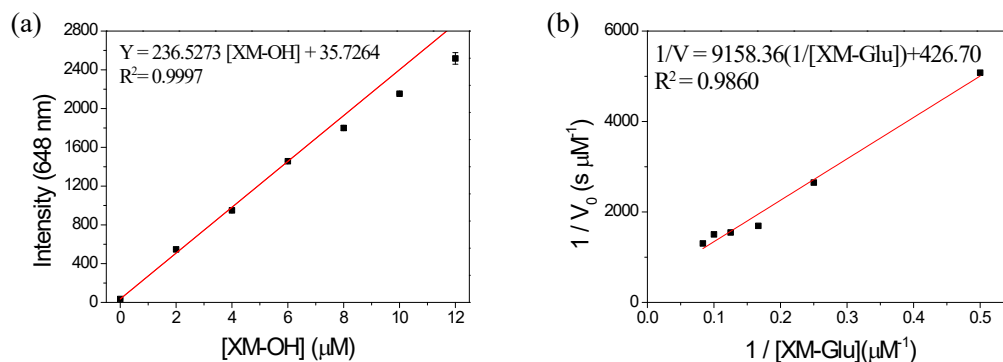 (a)
2800
2400
2000
1600
1200
800
400
0
Intensity (648 nm)
Y = 236.5273 [XM-OH] + 35.7264
R²= 0.9997
0 2 4 6 8 10 12
[XM-OH] (μM)
(b)
6000
4000
2000
0
1 / V₀ (s μM⁻¹)
1/V = 9158.36(1/[XM-Glu])+426.70
R² = 0.9860
0.0 0.1 0.2 0.3 0.4 0.5
1 / [XM-Glu](μM⁻¹)